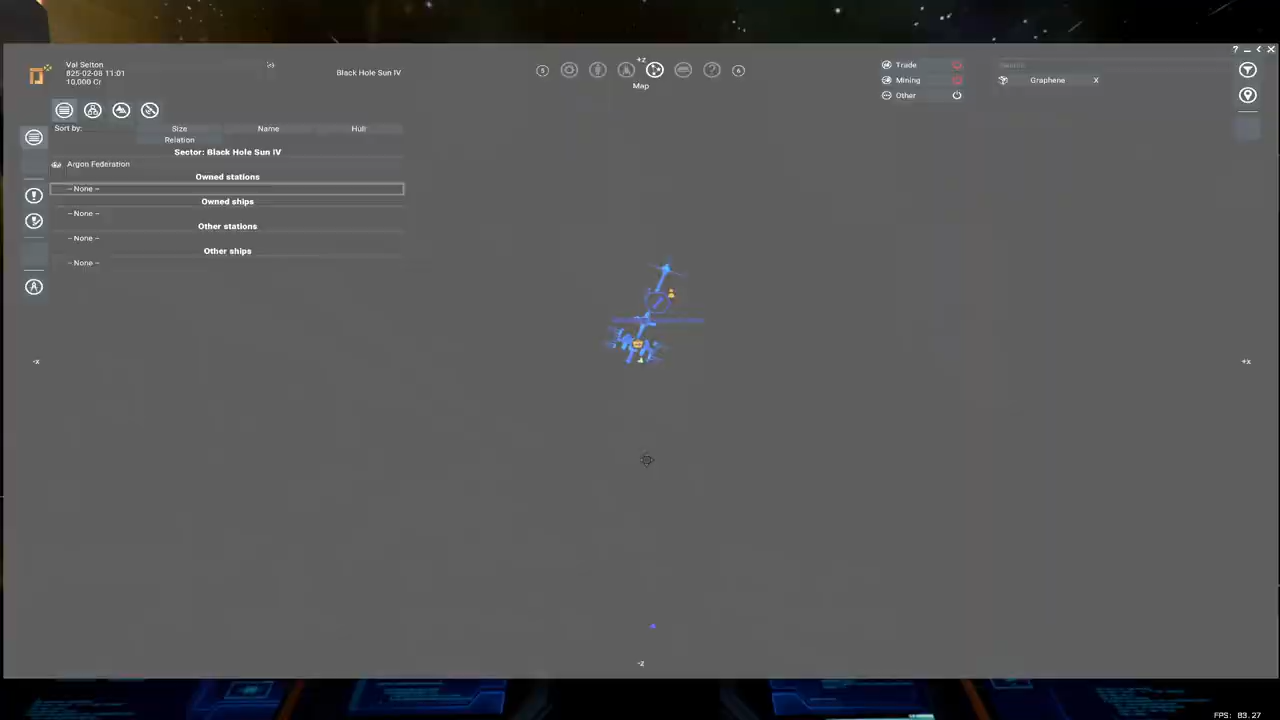 Val Selton
825-02-08 11:01
10,000 Cr
Black Hole Sun IV
5
?
6
+Z
Map
Trade
Mining
Other
Graphene X
? X
Sort by: Size Name Hull
Relation
Sector: Black Hole Sun IV
Argon Federation
Owned stations
-- None --
Owned ships
-- None --
Other stations
-- None --
Other ships
-- None --
-X
+X
-Z
FPS: 83.27